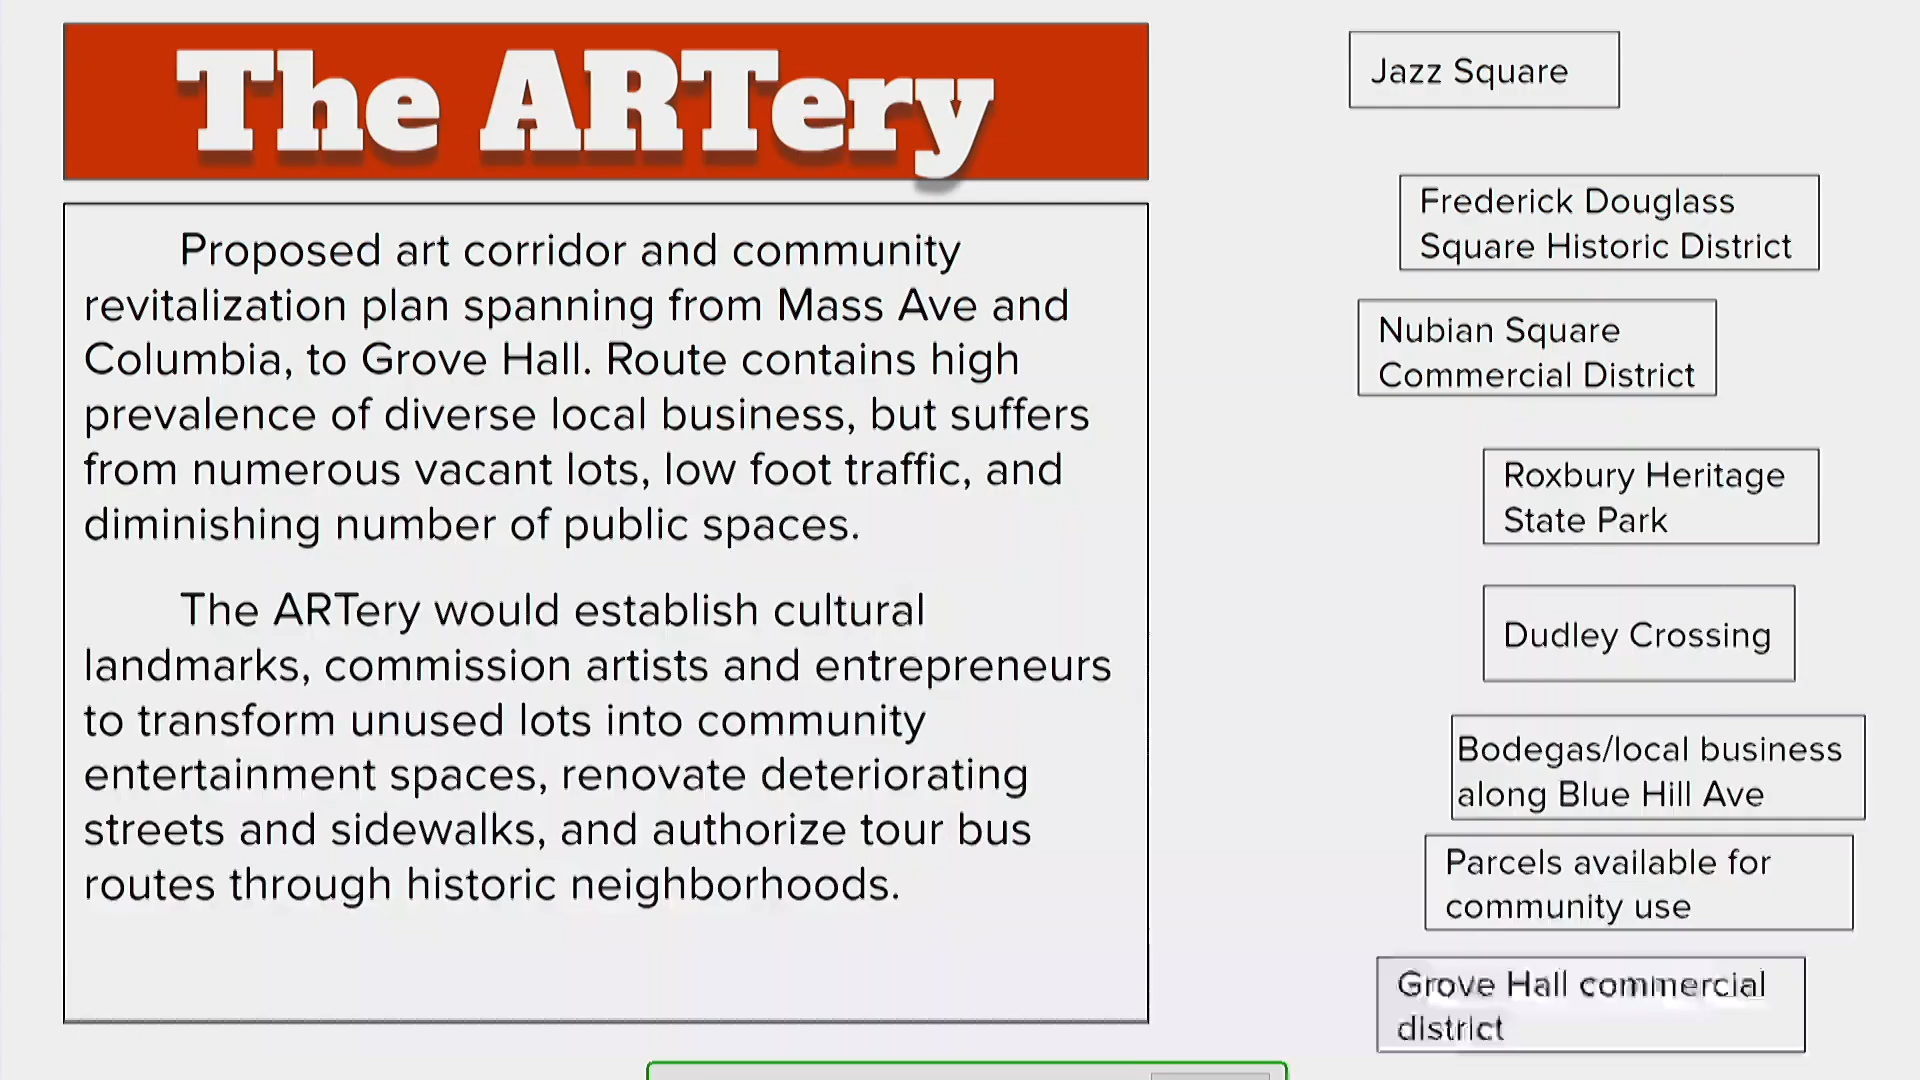 The ARTery
Proposed art corridor and community
revitalization plan spanning from Mass Ave and
Columbia, to Grove Hall. Route contains high
prevalence of diverse local business, but suffers
from numerous vacant lots, low foot traffic, and
diminishing number of public spaces.
The ARTery would establish cultural
landmarks, commission artists and entrepreneurs
to transform unused lots into community
entertainment spaces, renovate deteriorating
streets and sidewalks, and authorize tour bus
routes through historic neighborhoods.
Jazz Square
Frederick Douglass
Square Historic District
Nubian Square
Commercial District
Roxbury Heritage
State Park
Dudley Crossing
Bodegas/local business
along Blue Hill Ave
Parcels available for
community use
Grove Hall commercial
district